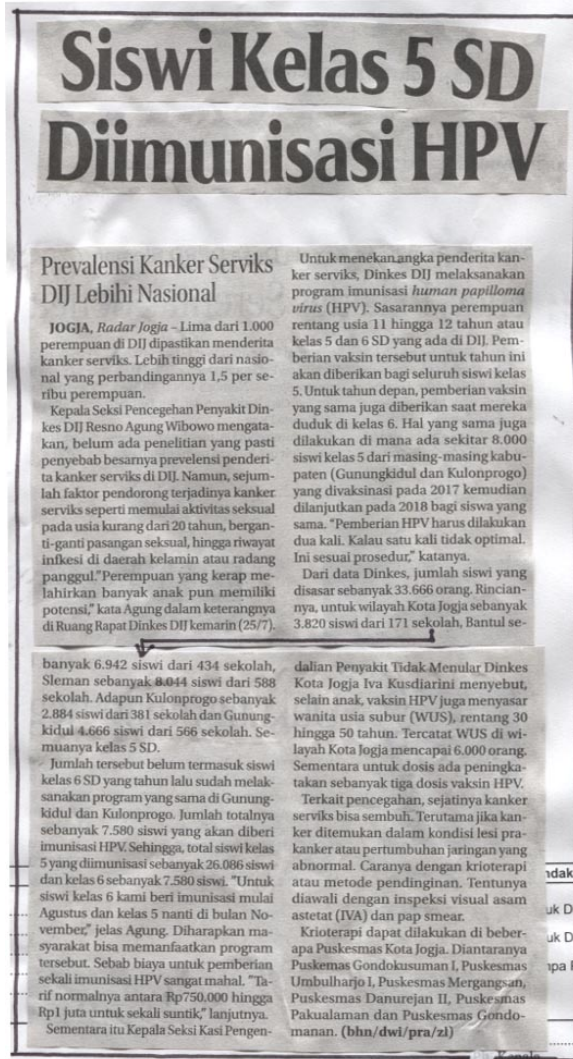 Siswi Kelas 5 SD
Diimunisasi HPV
Prevalensi Kanker Serviks
DIJ Lebihi Nasional
JOGJA, Radar Jogja – Lima dari 1.000
perempuan di DIJ dipastikan menderita
kanker serviks. Lebih tinggi dari nasio-
nal yang perbandingannya 1,5 per se-
ribu perempuan.
Kepala Seksi Pencegehan Penyakit Din-
kes DIJ Resno Agung Wibowo mengata-
kan, belum ada penelitian yang pasti
penyebab besarnya prevelensi penderi-
ta kanker serviks di DIJ. Namun, sejum-
lah faktor pendorong terjadinya kanker
serviks seperti memulai aktivitas seksual
pada usia kurang dari 20 tahun, bergan-
ti-ganti pasangan seksual, hingga riwayat
infkesi di daerah kelamin atau radang
panggul."Perempuan yang kerap me-
lahirkan banyak anak pun memiliki
potensi," kata Agung dalam keterangnya
di Ruang Rapat Dinkes DIJ kemarin (25/7).
Untuk menekan angka penderita kan-
ker serviks, Dinkes DIJ melaksanakan
program imunisasi human papilloma
virus (HPV). Sasarannya perempuan
rentang usia 11 hingga 12 tahun atau
kelas 5 dan 6 SD yang ada di DIJ. Pem-
berian vaksin tersebut untuk tahun ini
akan diberikan bagi seluruh siswi kelas
5. Untuk tahun depan, pemberian vaksin
yang sama juga diberikan saat mereka
duduk di kelas 6. Hal yang sama juga
dilakukan di mana ada sekitar 8.000
siswi kelas 5 dari masing-masing kabu-
paten (Gunungkidul dan Kulonprogo)
yang divaksinasi pada 2017 kemudian
dilanjutkan pada 2018 bagi siswa yang
sama. "Pemberian HPV harus dilakukan
dua kali. Kalau satu kali tidak optimal.
Ini sesuai prosedur," katanya.
Dari data Dinkes, jumlah siswi yang
disasar sebanyak 33.666 orang. Rincian-
nya, untuk wilayah Kota Jogja sebanyak
3.820 siswi dari 171 sekolah, Bantul se-
banyak 6.942 siswi dari 434 sekolah,
Sleman sebanyak 8.044 siswi dari 588
sekolah. Adapun Kulonprogo sebanyak
2.884 siswi dari 381 sekolah dan Gunung-
kidul 4.666 siswi dari 566 sekolah. Se-
muanya kelas 5 SD.
Jumlah tersebut belum termasuk siswi
kelas 6 SD yang tahun lalu sudah melak-
sanakan program yang sama di Gunung-
kidul dan Kulonprogo. Jumlah totalnya
sebanyak 7.580 siswi yang akan diberi
imunisasi HPV. Sehingga, total siswi kelas
5 yang diimunisasi sebanyak 26.086 siswi
dan kelas 6 sebanyak 7.580 siswi. "Untuk
siswi kelas 6 kami beri imunisasi mulai
Agustus dan kelas 5 nanti di bulan No-
vember," jelas Agung. Diharapkan ma-
syarakat bisa memanfaatkan program
tersebut. Sebab biaya untuk pemberian
sekali imunisasi HPV sangat mahal. "Ta-
rif normalnya antara Rp750.000 hingga
Rp1 juta untuk sekali suntik," lanjutnya.
Sementara itu Kepala Seksi Kasi Pengen-
dalian Penyakit Tidak Menular Dinkes
Kota Jogja Iva Kusdiarini menyebut,
selain anak, vaksin HPV juga menyasar
wanita usia subur (WUS), rentang 30
hingga 50 tahun. Tercatat WUS di wi-
layah Kota Jogja mencapai 6.000 orang.
Sementara untuk dosis ada peningka-
takan sebanyak tiga dosis vaksin HPV.
Terkait pencegahan, sejatinya kanker
serviks bisa sembuh. Terutama jika kan-
ker ditemukan dalam kondisi lesi pra-
kanker atau pertumbuhan jaringan yang
abnormal. Caranya dengan krioterapi
atau metode pendinginan. Tentunya
diawali dengan inspeksi visual asam
astetat (IVA) dan pap smear.
Krioterapi dapat dilakukan di beber-
apa Puskesmas Kota Jogja. Diantaranya
Puskemas Gondokusuman I, Puskesmas
Umbulharjo I, Puskesmas Mergangsan,
Puskesmas Danurejan II, Puskesmas
Pakualaman dan Puskesmas Gondo-
manan. (bhn/dwi/pra/zl)
ndak
uk D
uk D